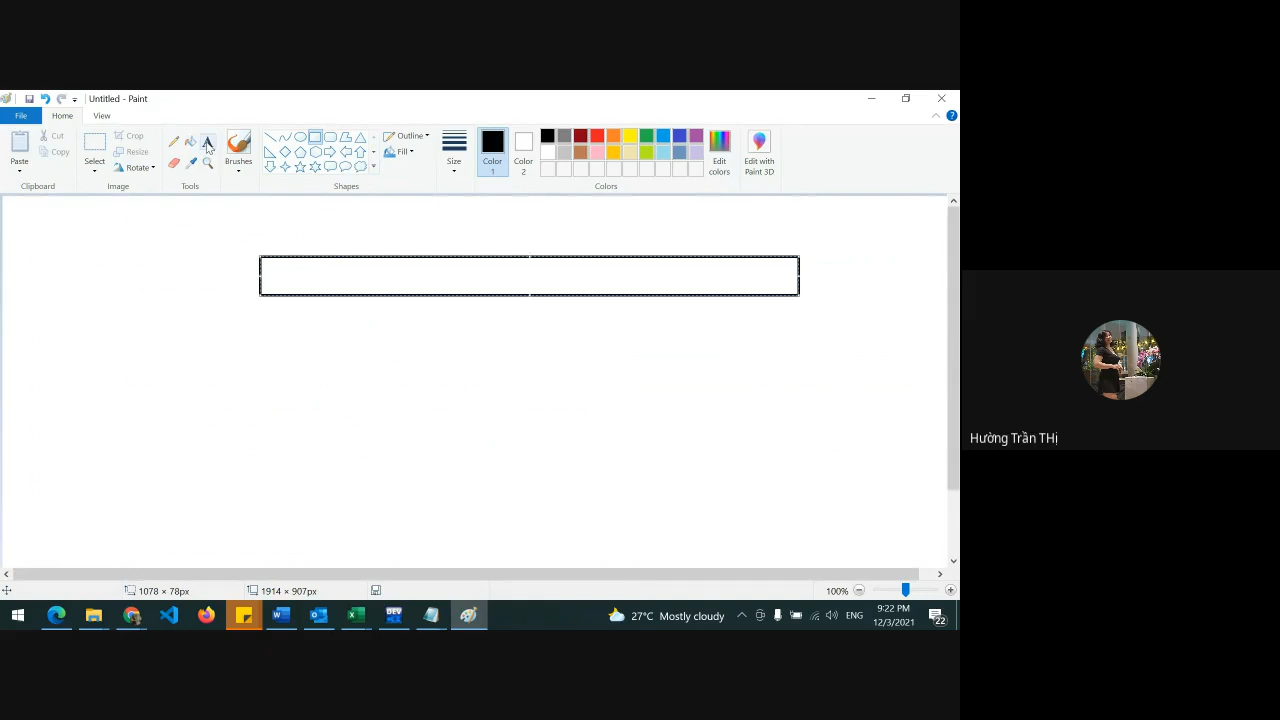 Untitled - Paint
File
Home
View
Paste
Cut
Copy
Clipboard
Select
Crop
Resize
Rotate
Image
A
Tools
Brushes
Shapes
Outline
Fill
Size
Color
1
Color
2
Edit
colors
Edit with
Paint 3D
Colors
Hường Trần THị
1078 × 78px
1914 × 907px
100%
DEV
27°C Mostly cloudy
ENG
9:22 PM
12/3/2021
22